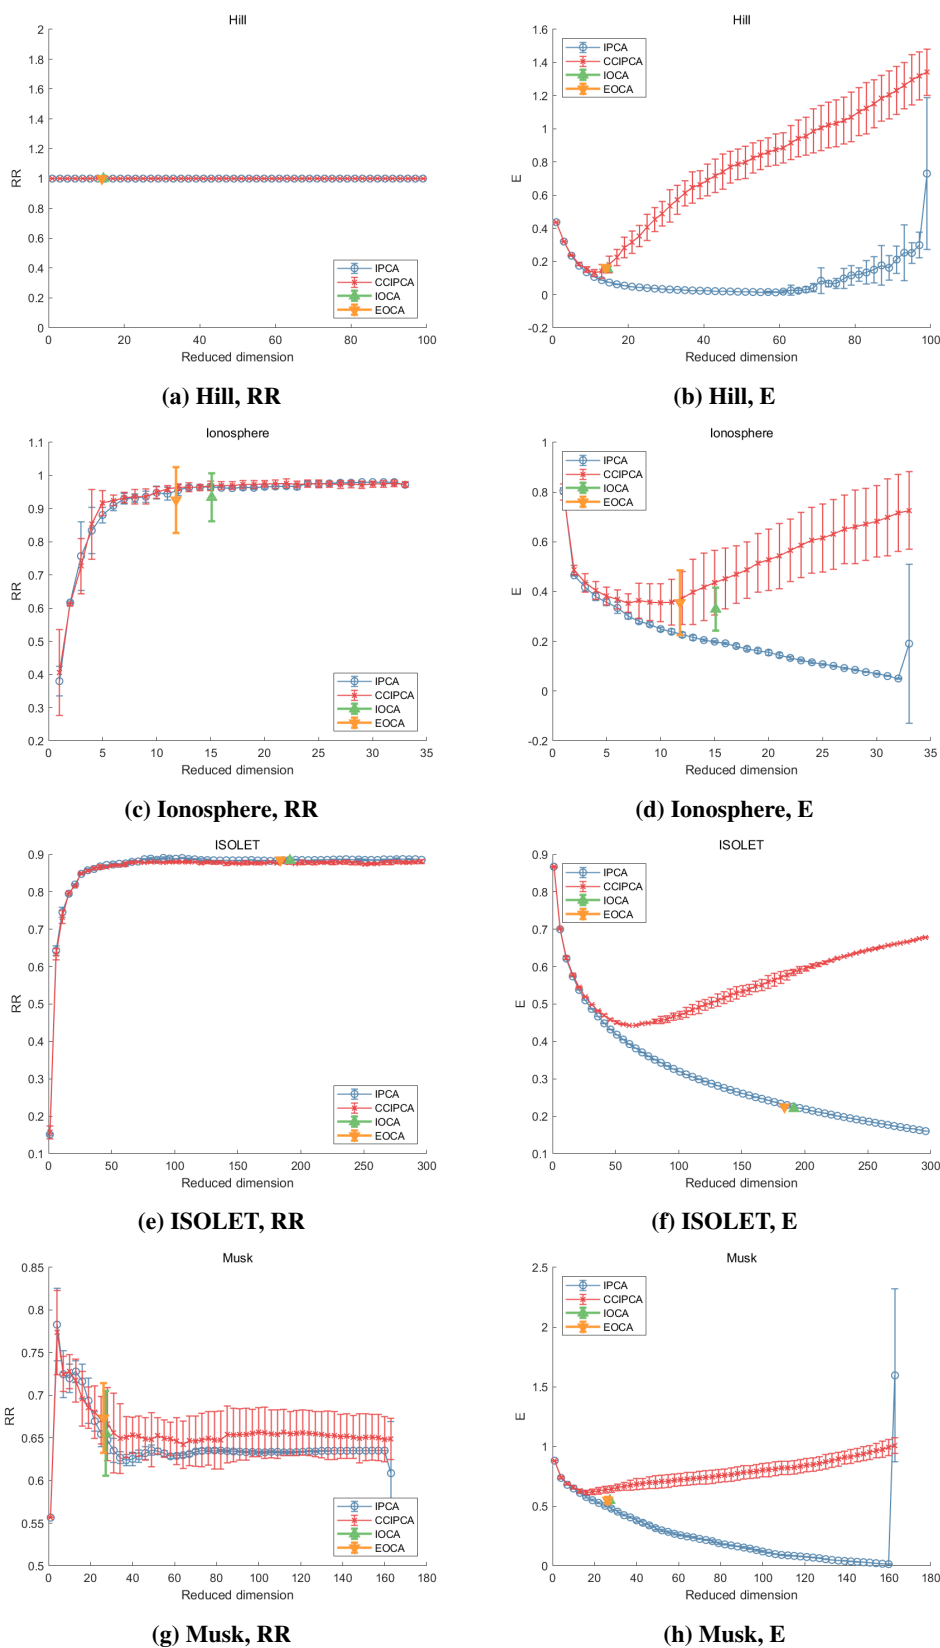 Hill
RR
2
1.8
1.6
1.4
1.2
1
0.8
0.6
0.4
0.2
0
0 20 40 60 80 100
Reduced dimension
IPCA
CCIPCA
IOCA
EOCA
(a) Hill, RR
Hill
E
1.6
1.4
1.2
1
0.8
0.6
0.4
0.2
0
-0.2
0 20 40 60 80 100
Reduced dimension
IPCA
CCIPCA
IOCA
EOCA
(b) Hill, E
Ionosphere
RR
1.1
1
0.9
0.8
0.7
0.6
0.5
0.4
0.3
0.2
0 5 10 15 20 25 30 35
Reduced dimension
IPCA
CCIPCA
IOCA
EOCA
(c) Ionosphere, RR
Ionosphere
E
1
0.8
0.6
0.4
0.2
0
-0.2
0 5 10 15 20 25 30 35
Reduced dimension
IPCA
CCIPCA
IOCA
EOCA
(d) Ionosphere, E
ISOLET
RR
0.9
0.8
0.7
0.6
0.5
0.4
0.3
0.2
0.1
0 50 100 150 200 250 300
Reduced dimension
IPCA
CCIPCA
IOCA
EOCA
(e) ISOLET, RR
ISOLET
E
0.9
0.8
0.7
0.6
0.5
0.4
0.3
0.2
0.1
0 50 100 150 200 250 300
Reduced dimension
IPCA
CCIPCA
IOCA
EOCA
(f) ISOLET, E
Musk
RR
0.85
0.8
0.75
0.7
0.65
0.6
0.55
0.5
0 20 40 60 80 100 120 140 160 180
Reduced dimension
IPCA
CCIPCA
IOCA
EOCA
(g) Musk, RR
Musk
E
2.5
2
1.5
1
0.5
0
0 20 40 60 80 100 120 140 160 180
Reduced dimension
IPCA
CCIPCA
IOCA
EOCA
(h) Musk, E